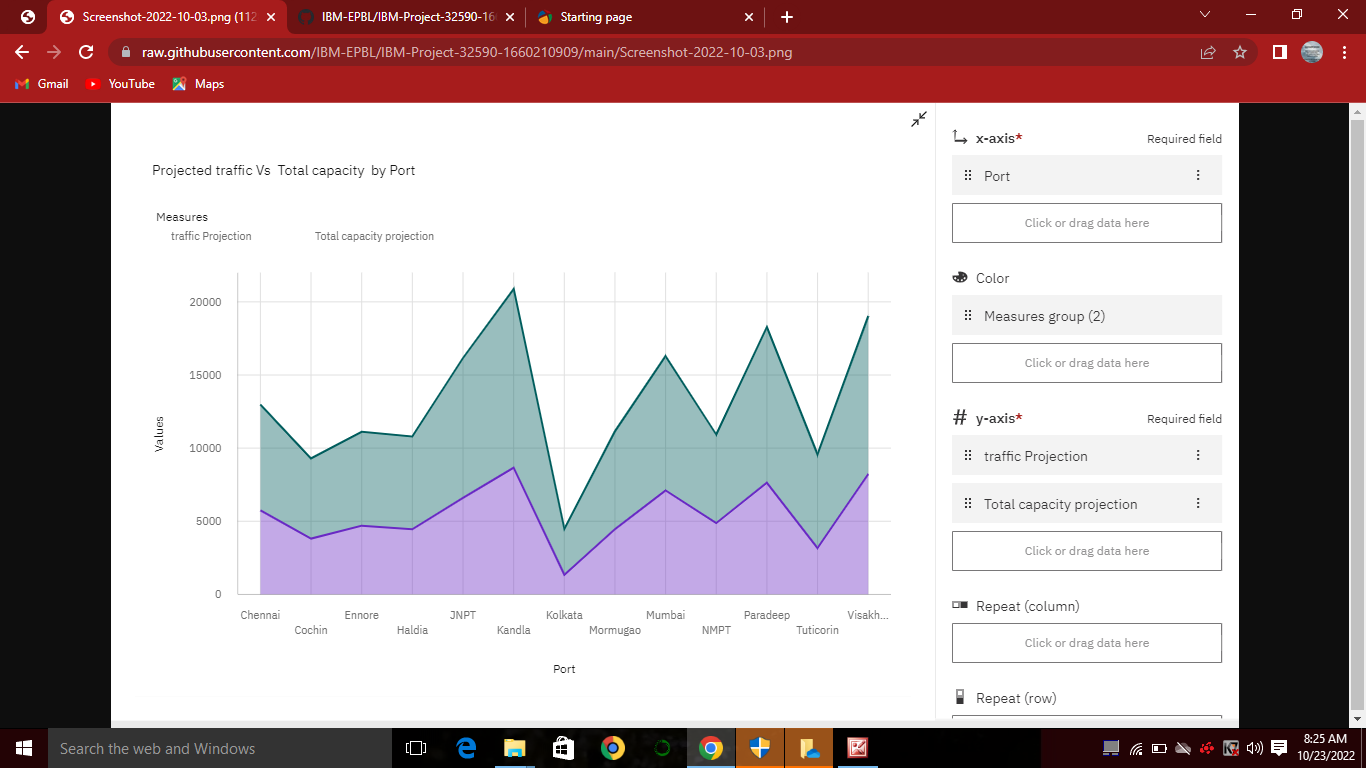 Screenshot-2022-10-03.png (112
IBM-EPBL/IBM-Project-32590-166
Starting page
raw.githubusercontent.com/IBM-EPBL/IBM-Project-32590-1660210909/main/Screenshot-2022-10-03.png
Gmail YouTube Maps
Projected traffic Vs Total capacity by Port
Measures
traffic Projection Total capacity projection
Values
20000
15000
10000
5000
0
Chennai Ennore JNPT Kolkata Mumbai Paradeep Visakh...
Cochin Haldia Kandla Mormugao NMPT Tuticorin
Port
x-axis* Required field
Port
Click or drag data here
Color
Measures group (2)
Click or drag data here
# y-axis* Required field
traffic Projection
Total capacity projection
Click or drag data here
Repeat (column)
Click or drag data here
Repeat (row)
Search the web and Windows
8:25 AM
10/23/2022